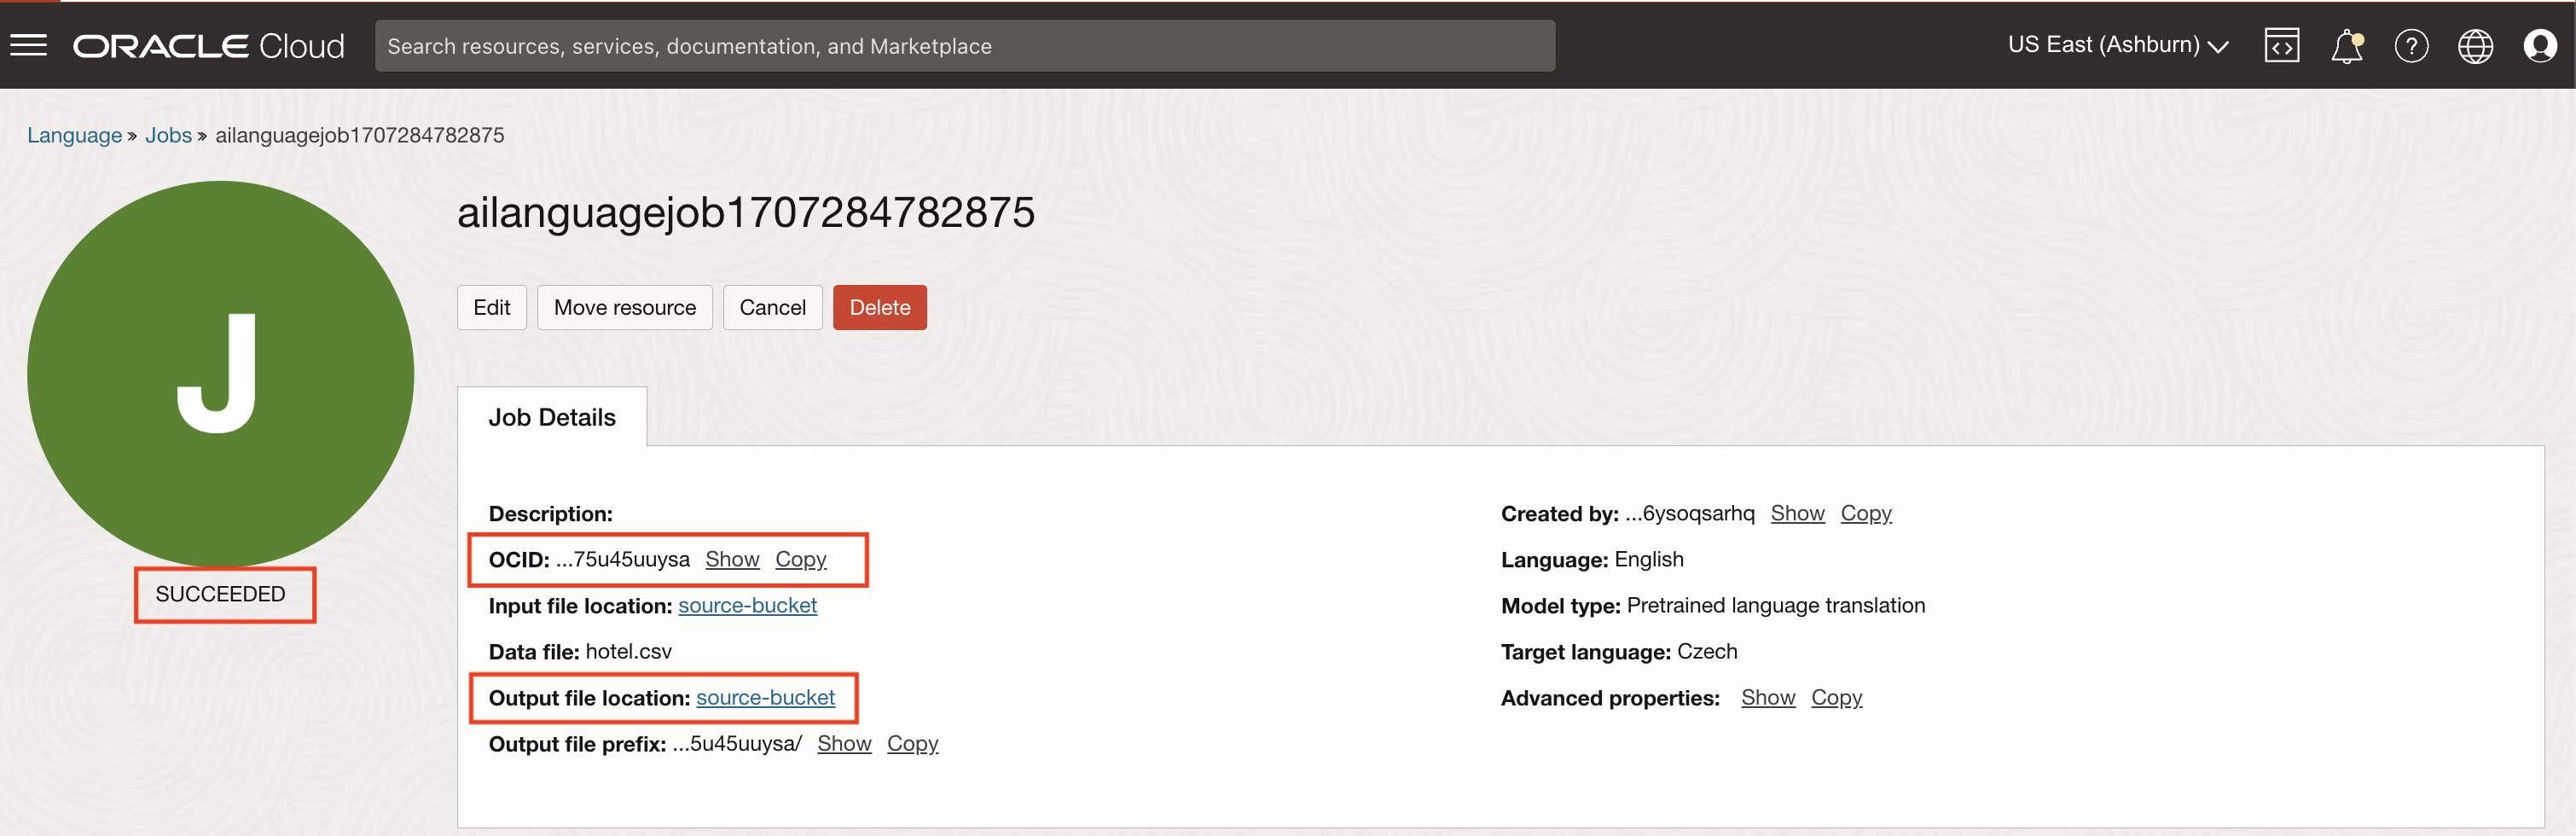 ORACLE Cloud
Search resources, services, documentation, and Marketplace
US East (Ashburn)
Language » Jobs » ailanguagejob1707284782875
J
SUCCEEDED
ailanguagejob1707284782875
Edit
Move resource
Cancel
Delete
Job Details
Description:
OCID: ...75u45uuysa Show Copy
Input file location: source-bucket
Data file: hotel.csv
Output file location: source-bucket
Output file prefix: ...5u45uuysa/ Show Copy
Created by: ...6ysoqsarhq Show Copy
Language: English
Model type: Pretrained language translation
Target language: Czech
Advanced properties: Show Copy